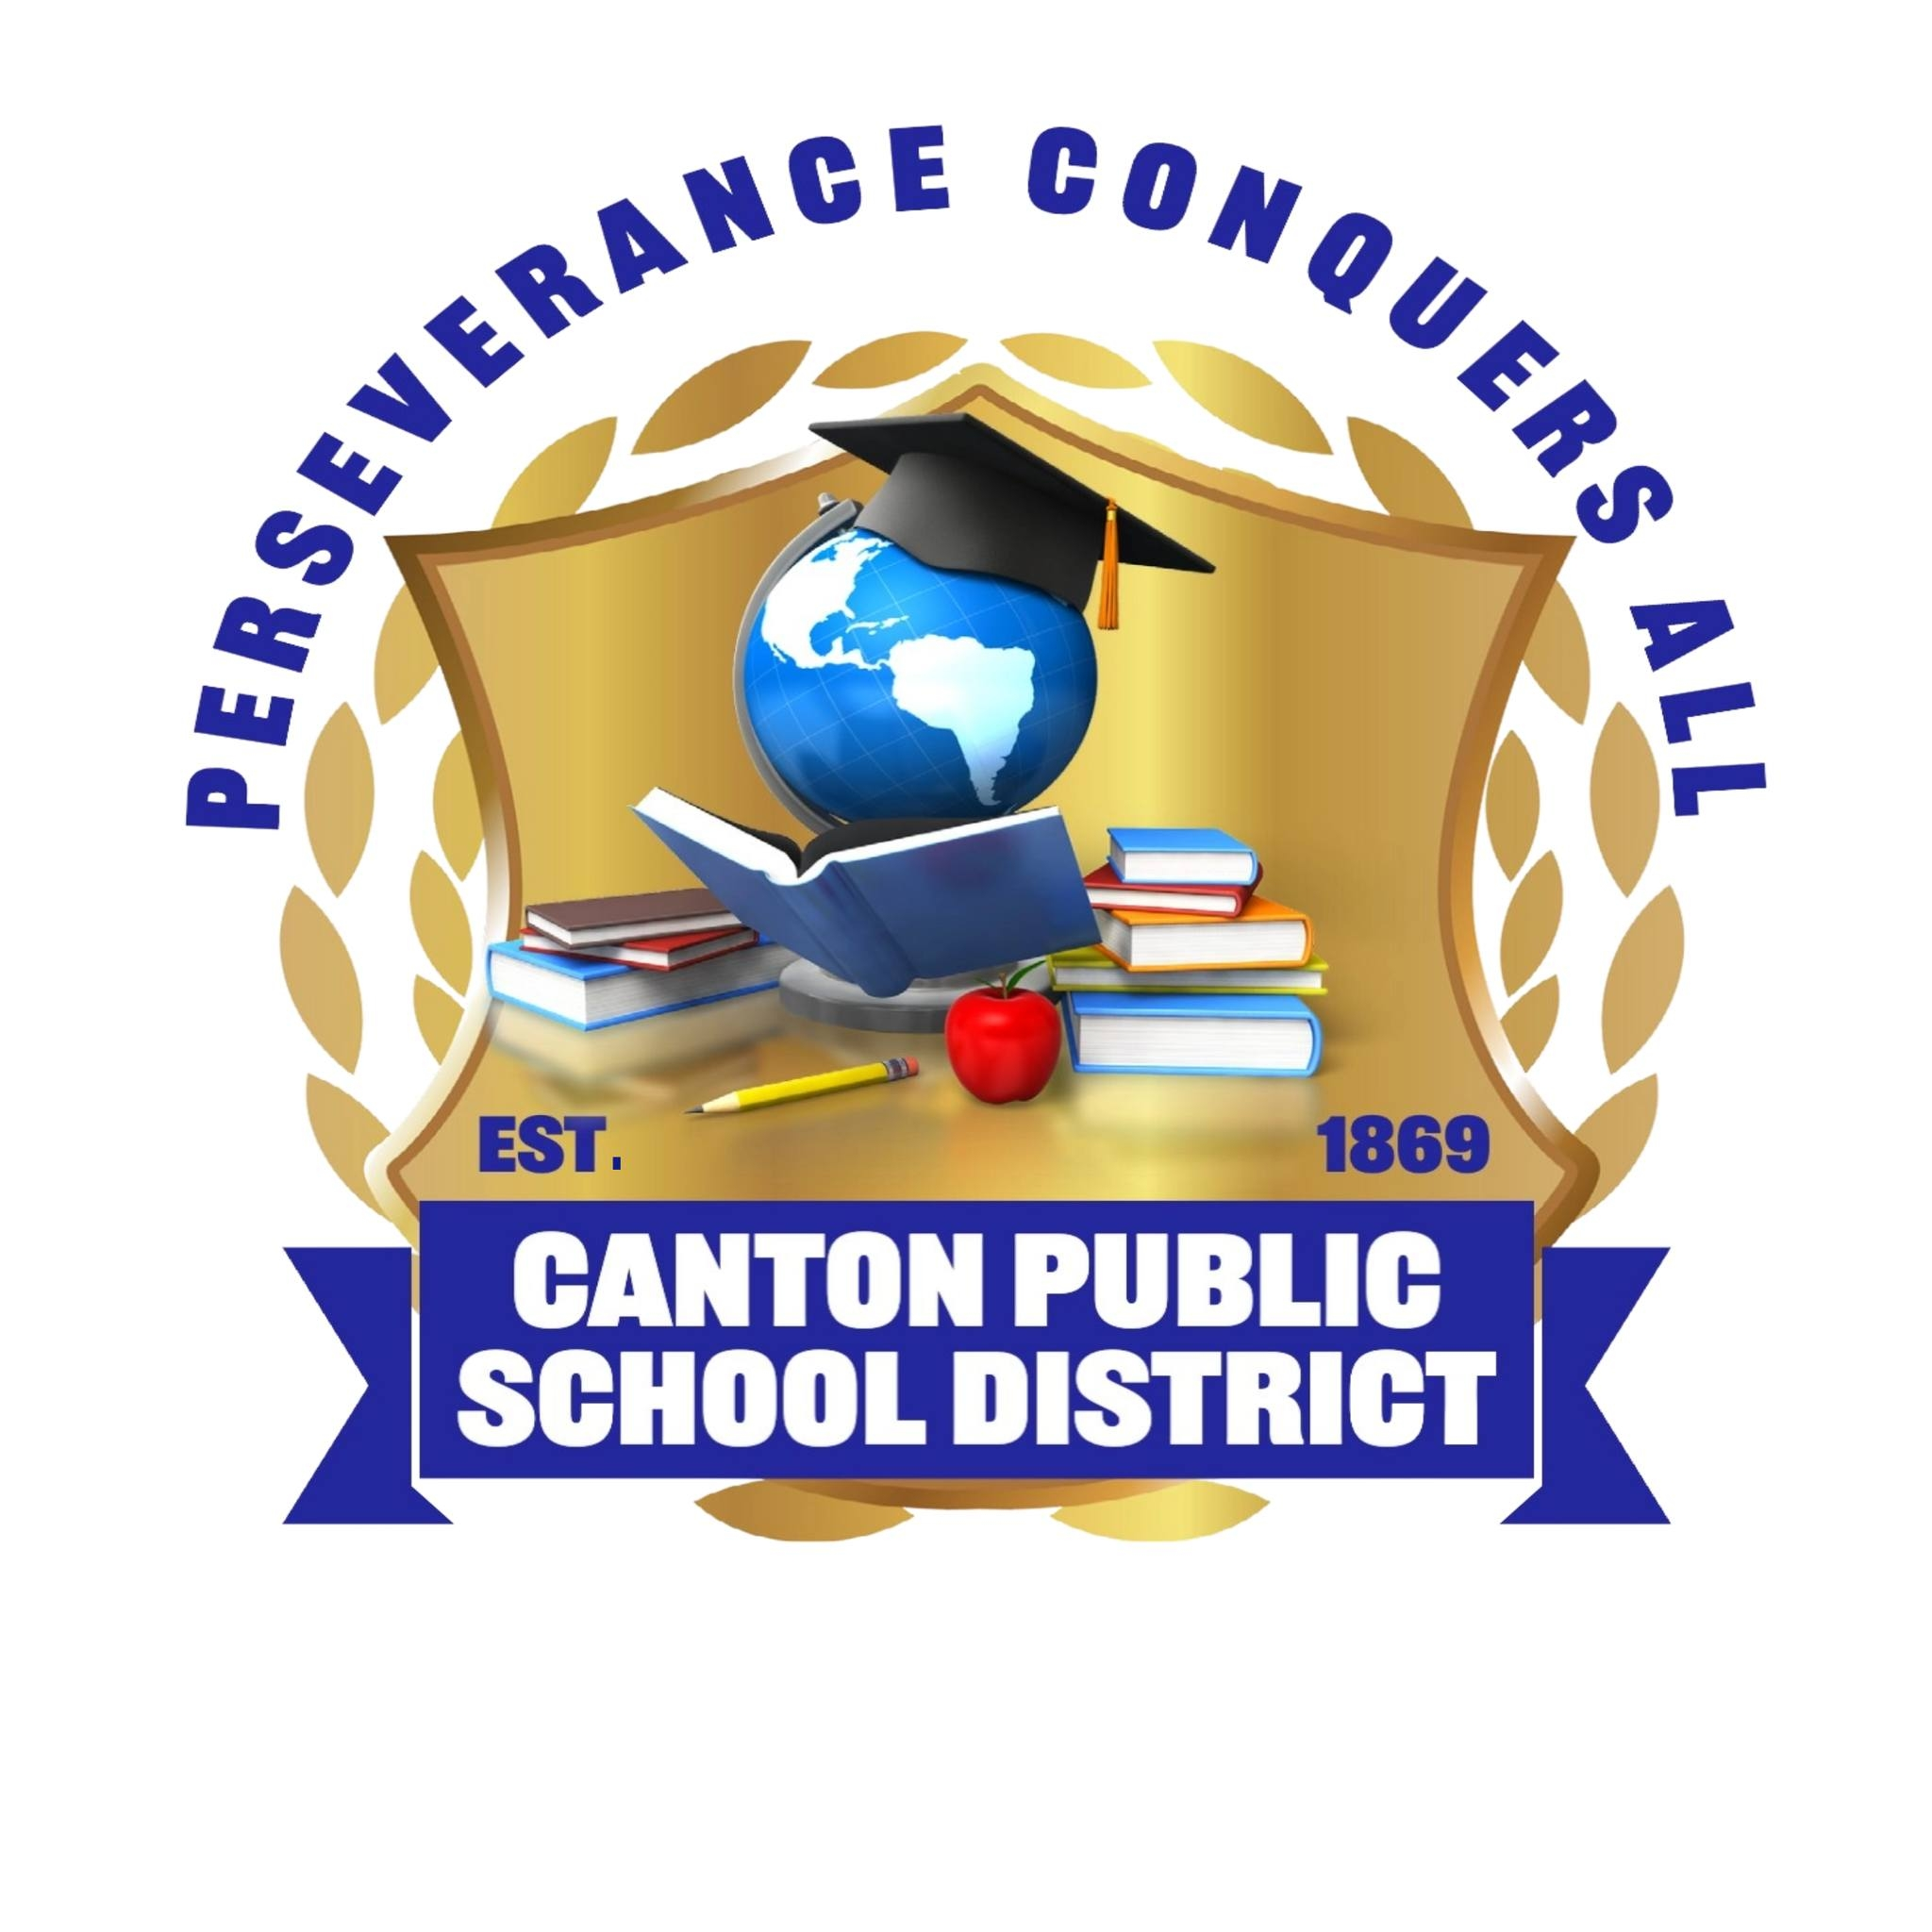 PERSEVERANCE CONQUERS ALL
EST. 1869
CANTON PUBLIC
SCHOOL DISTRICT